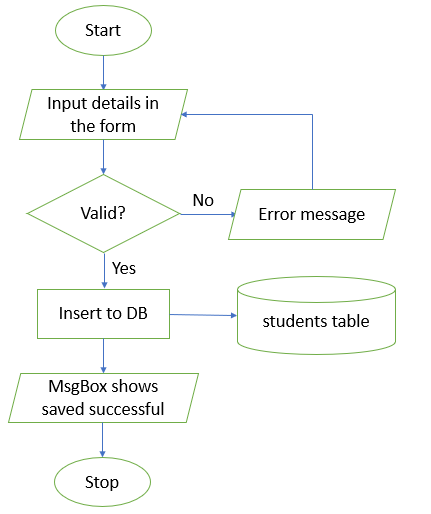 Start
Input details in
the form
Valid?
No
Error message
Yes
Insert to DB
students table
MsgBox shows
saved successful
Stop